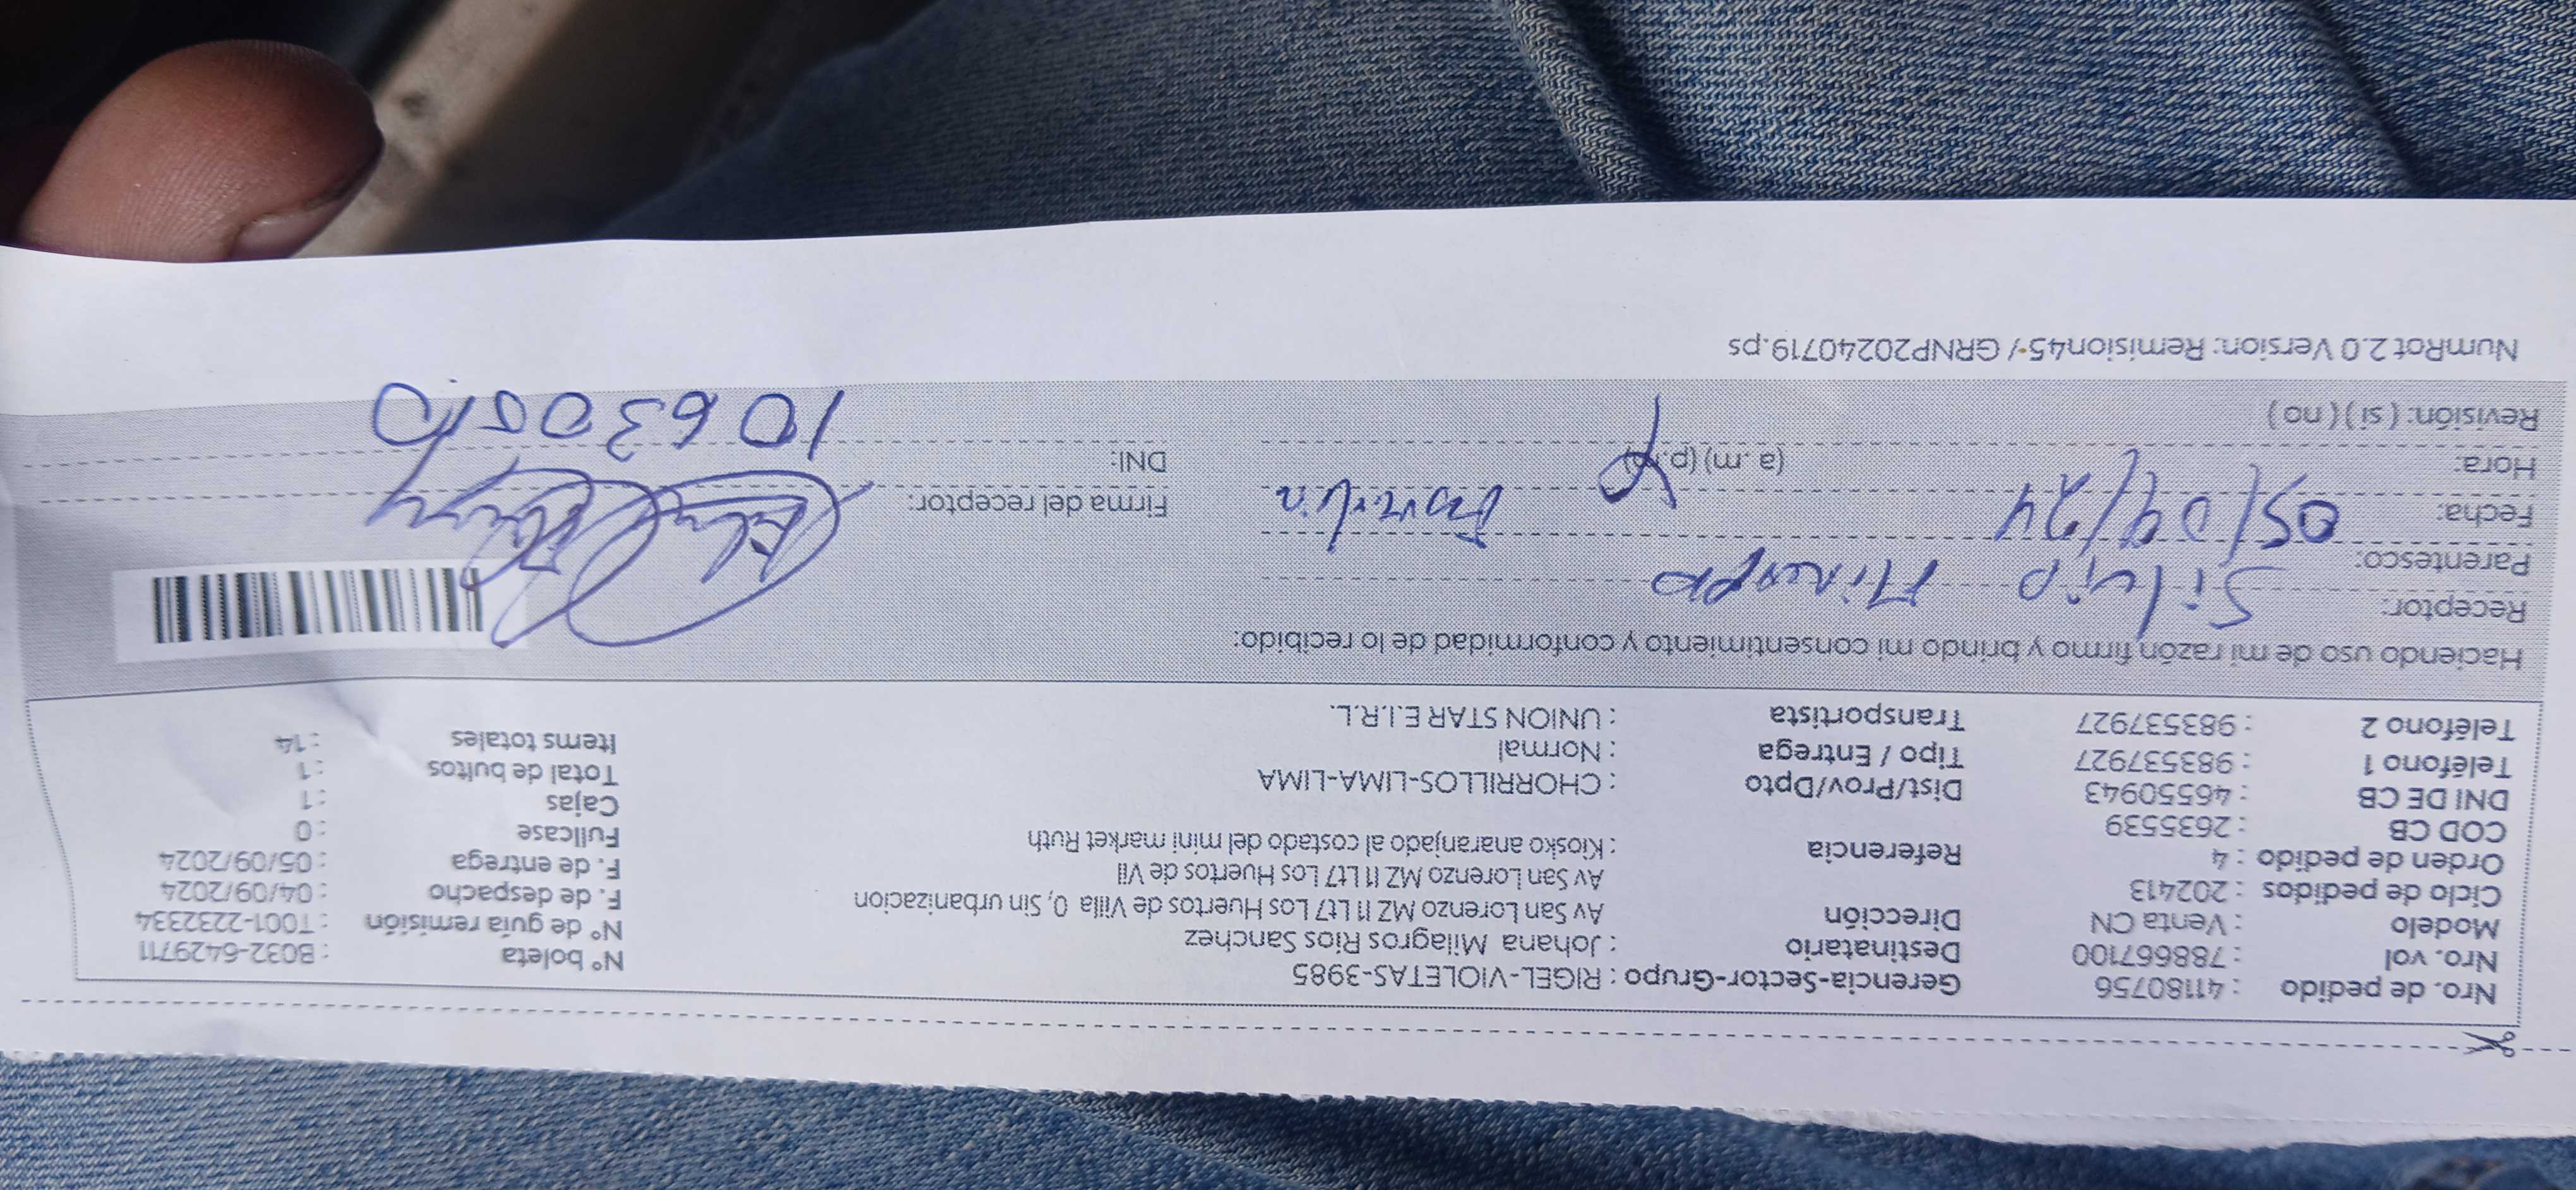 Nro. de pedido : 41180756
Nro. vol : 788667100
Modelo : Venta CN
Ciclo de pedidos : 202413
Orden de pedido : 4
COD CB : 2635539
DNI DE CB : 46550943
Teléfono 1 : 983537927
Teléfono 2 : 983537927
Gerencia-Sector-Grupo : RIGEL-VIOLETAS-3985
Destinatario : Johana Milagros Rios Sanchez
Dirección Av San Lorenzo MZ I1 Lt7 Los Huertos de Villa 0, Sin urbanizacion
Av San Lorenzo MZ I1 Lt7 Los Huertos de Vil
Referencia : Kiosko anaranjado al costado del mini market Ruth
Dist/Prov/Dpto : CHORRILLOS-LIMA-LIMA
Tipo / Entrega : Normal
Transportista : UNION STAR E.I.R.L.
N° boleta : B032-6429711
N° de guía remisión : T001-2232334
F. de despacho : 04/09/2024
F. de entrega : 05/09/2024
Fullcase : 0
Cajas : 1
Total de bultos : 1
Items totales : 14
Haciendo uso de mi razón firmo y brindo mi consentimiento y conformidad de lo recibido:
Receptor: Silvia
Parentesco:
Fecha: 05/09/24
Hora: (a .m) (p.m)
Revisión: ( si ) ( no )
Firma del receptor:
DNI: 10630510
NumRot 2.0 Version: Remision45 / GRNP20240719.ps